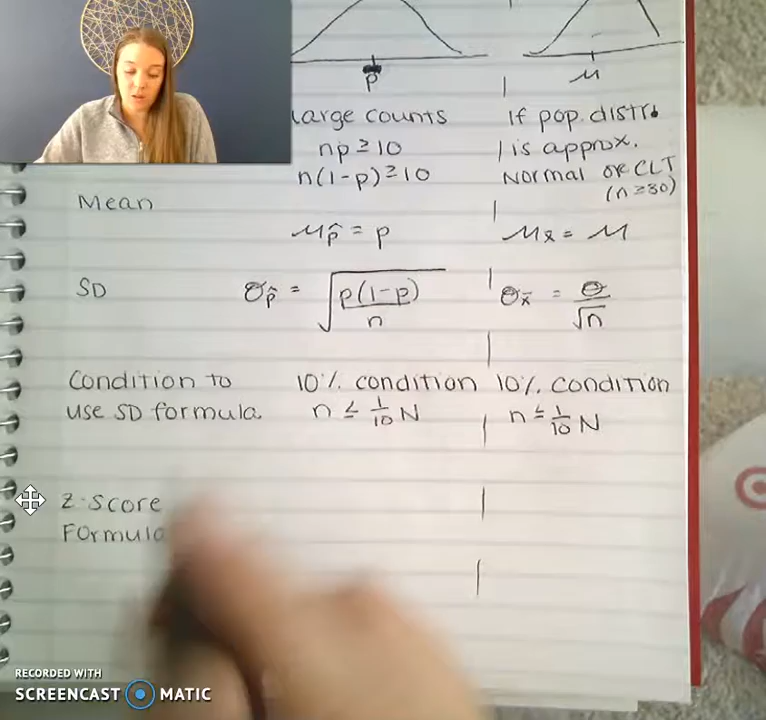 p
μ
Large counts
If pop. distr.
np ≥ 10
is approx.
n(1-p) ≥ 10
Normal or CLT
(n ≥ 30)
Mean
μp̂ = p
μx̄ = μ
SD
σp̂ = √(p(1-p)/n)
σx̄ = σ/√n
Condition to
10% condition
10% condition
use SD formula
n ≤ 1/10 N
n ≤ 1/10 N
Z-Score
Formula
RECORDED WITH
SCREENCAST MATIC